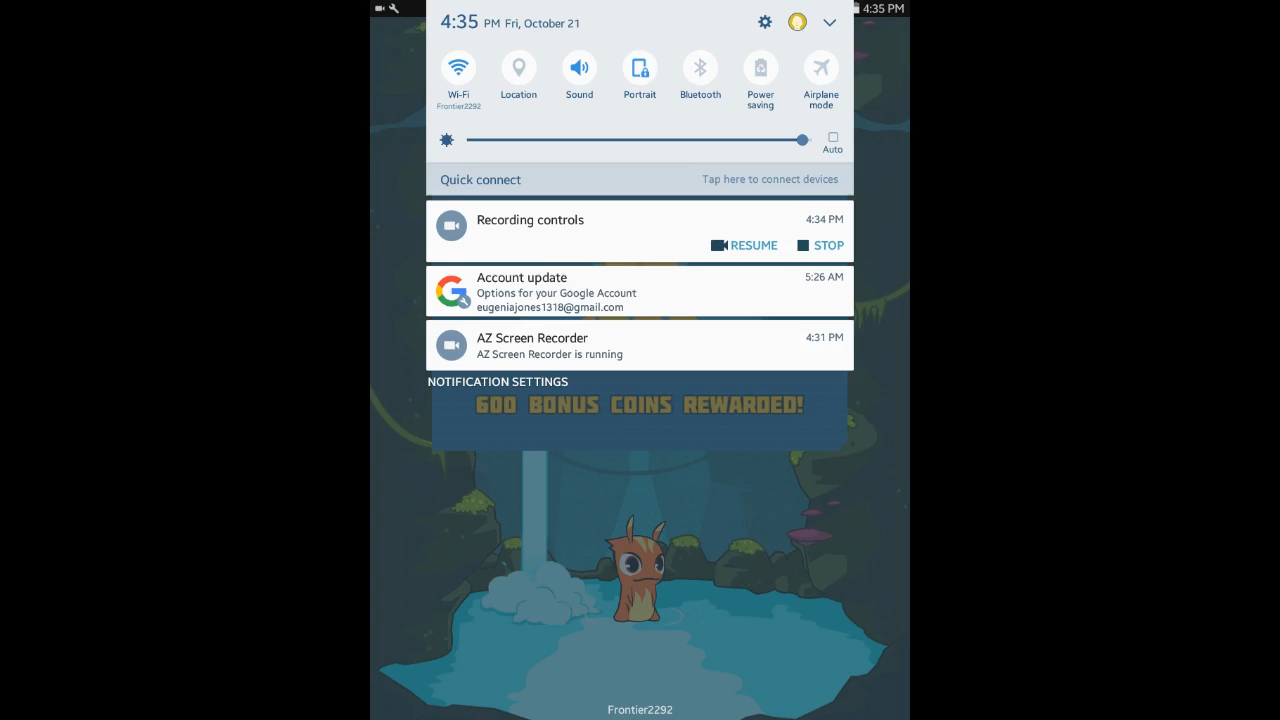 4:35 PM Fri, October 21
4:35 PM
Wi-Fi
Frontier2292
Location
Sound
Portrait
Bluetooth
Power
saving
Airplane
mode
Auto
Quick connect
Tap here to connect devices
Recording controls
4:34 PM
RESUME
STOP
Account update
5:26 AM
Options for your Google Account
eugeniajones1318@gmail.com
AZ Screen Recorder
4:31 PM
AZ Screen Recorder is running
NOTIFICATION SETTINGS
600 BONUS COINS REWARDED!
Frontier2292